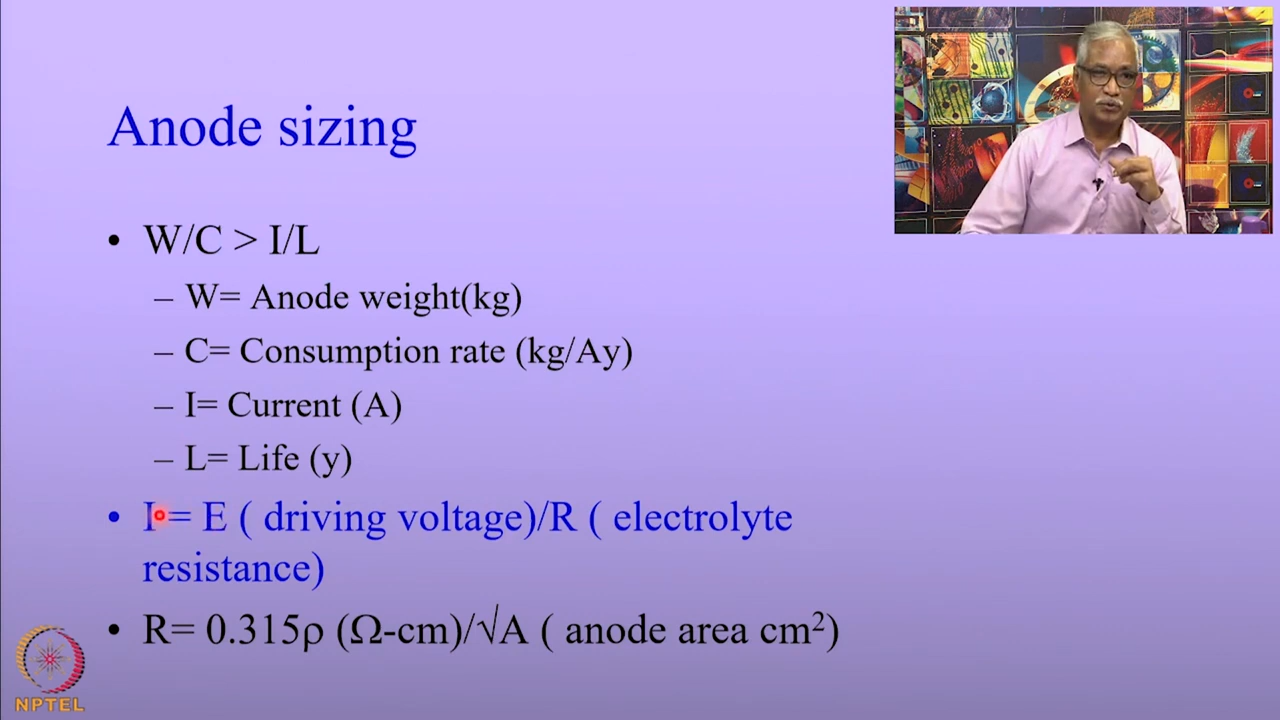 Anode sizing
• W/C > I/L
– W= Anode weight(kg)
– C= Consumption rate (kg/Ay)
– I= Current (A)
– L= Life (y)
• I = E ( driving voltage)/R ( electrolyte
resistance)
• R= 0.315ρ (Ω-cm)/√A ( anode area cm²)
NPTEL